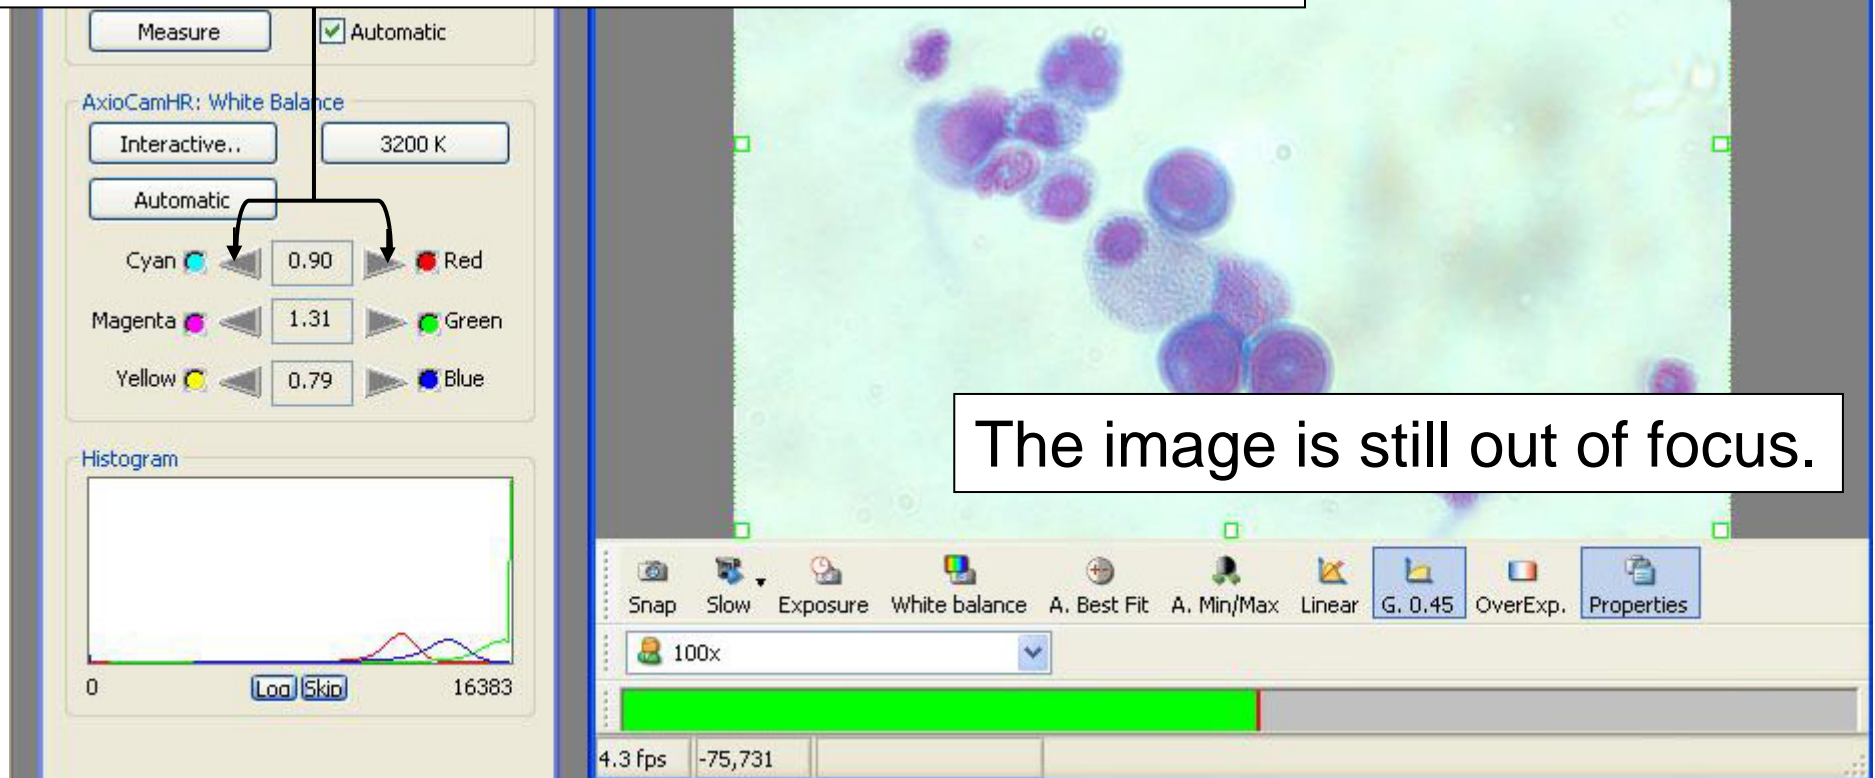 Measure
Automatic
AxioCamHR: White Balance
Interactive..
3200 K
Automatic
Cyan 0.90 Red
Magenta 1.31 Green
Yellow 0.79 Blue
Histogram
0 Log Skip 16383
The image is still out of focus.
Snap Slow Exposure White balance A. Best Fit A. Min/Max Linear G. 0.45 OverExp. Properties
100x
4.3 fps -75,731